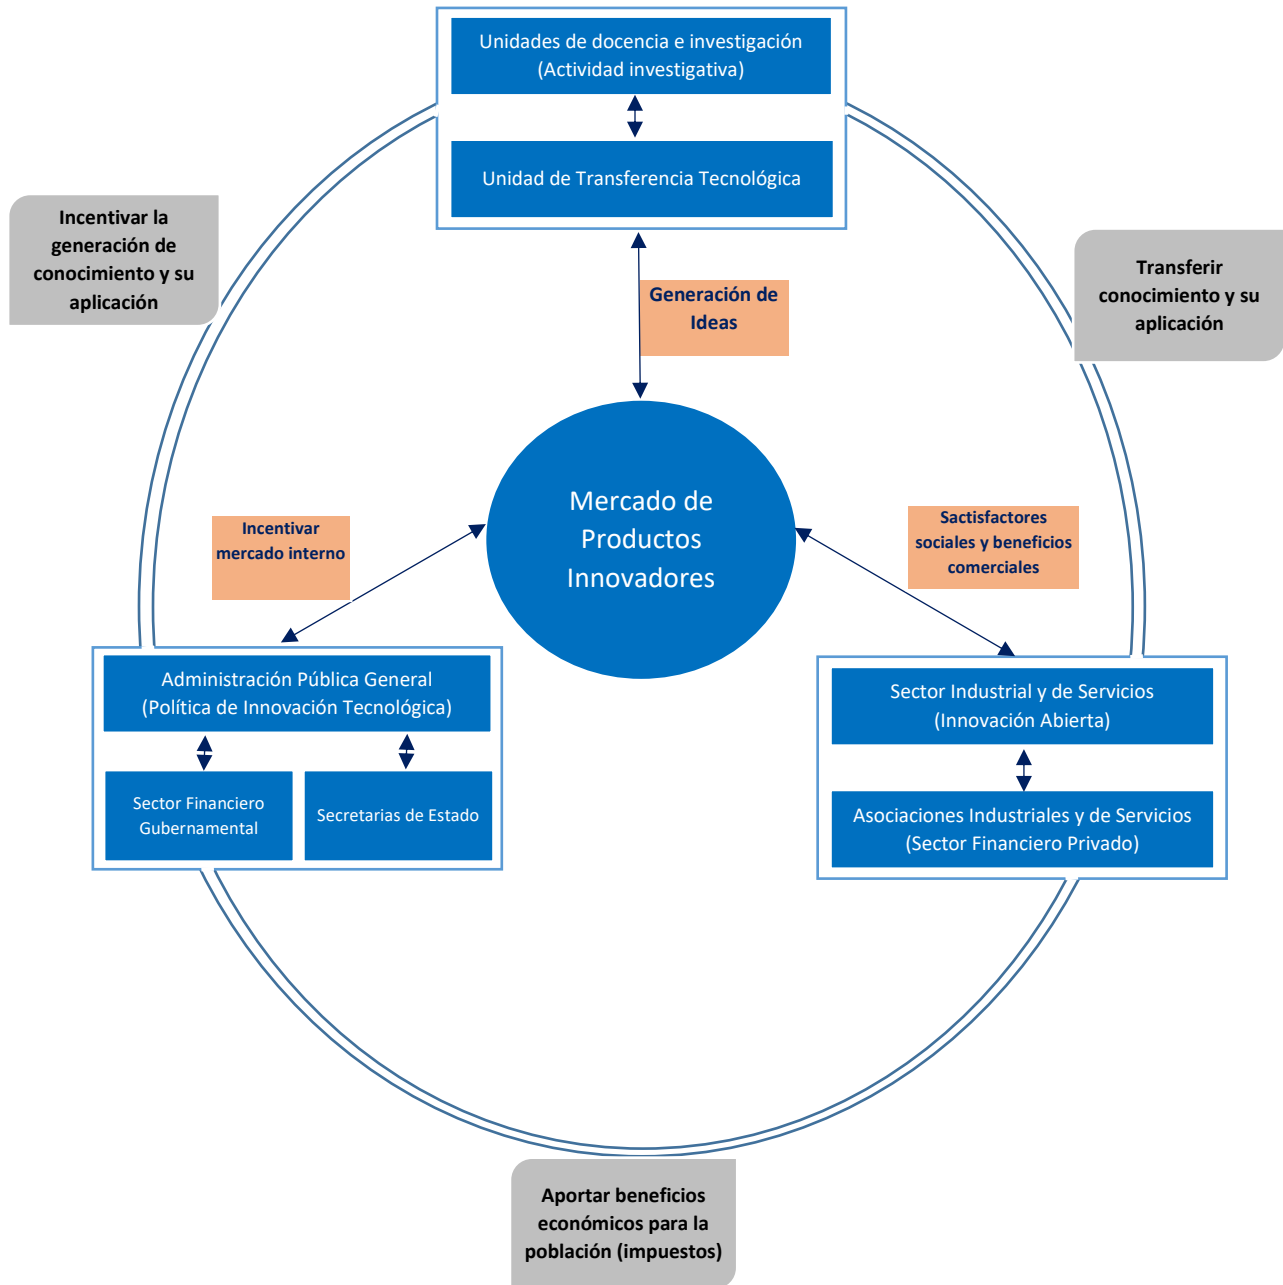 Unidades de docencia e investigación
(Actividad investigativa)
Unidad de Transferencia Tecnológica
Incentivar la
generación de
conocimiento y su
aplicación
Transferir
conocimiento y su
aplicación
Generación de
Ideas
Mercado de
Productos
Innovadores
Incentivar
mercado interno
Sactisfactores
sociales y beneficios
comerciales
Administración Pública General
(Política de Innovación Tecnológica)
Sector Financiero
Gubernamental
Secretarias de Estado
Sector Industrial y de Servicios
(Innovación Abierta)
Asociaciones Industriales y de Servicios
(Sector Financiero Privado)
Aportar beneficios
económicos para la
población (impuestos)